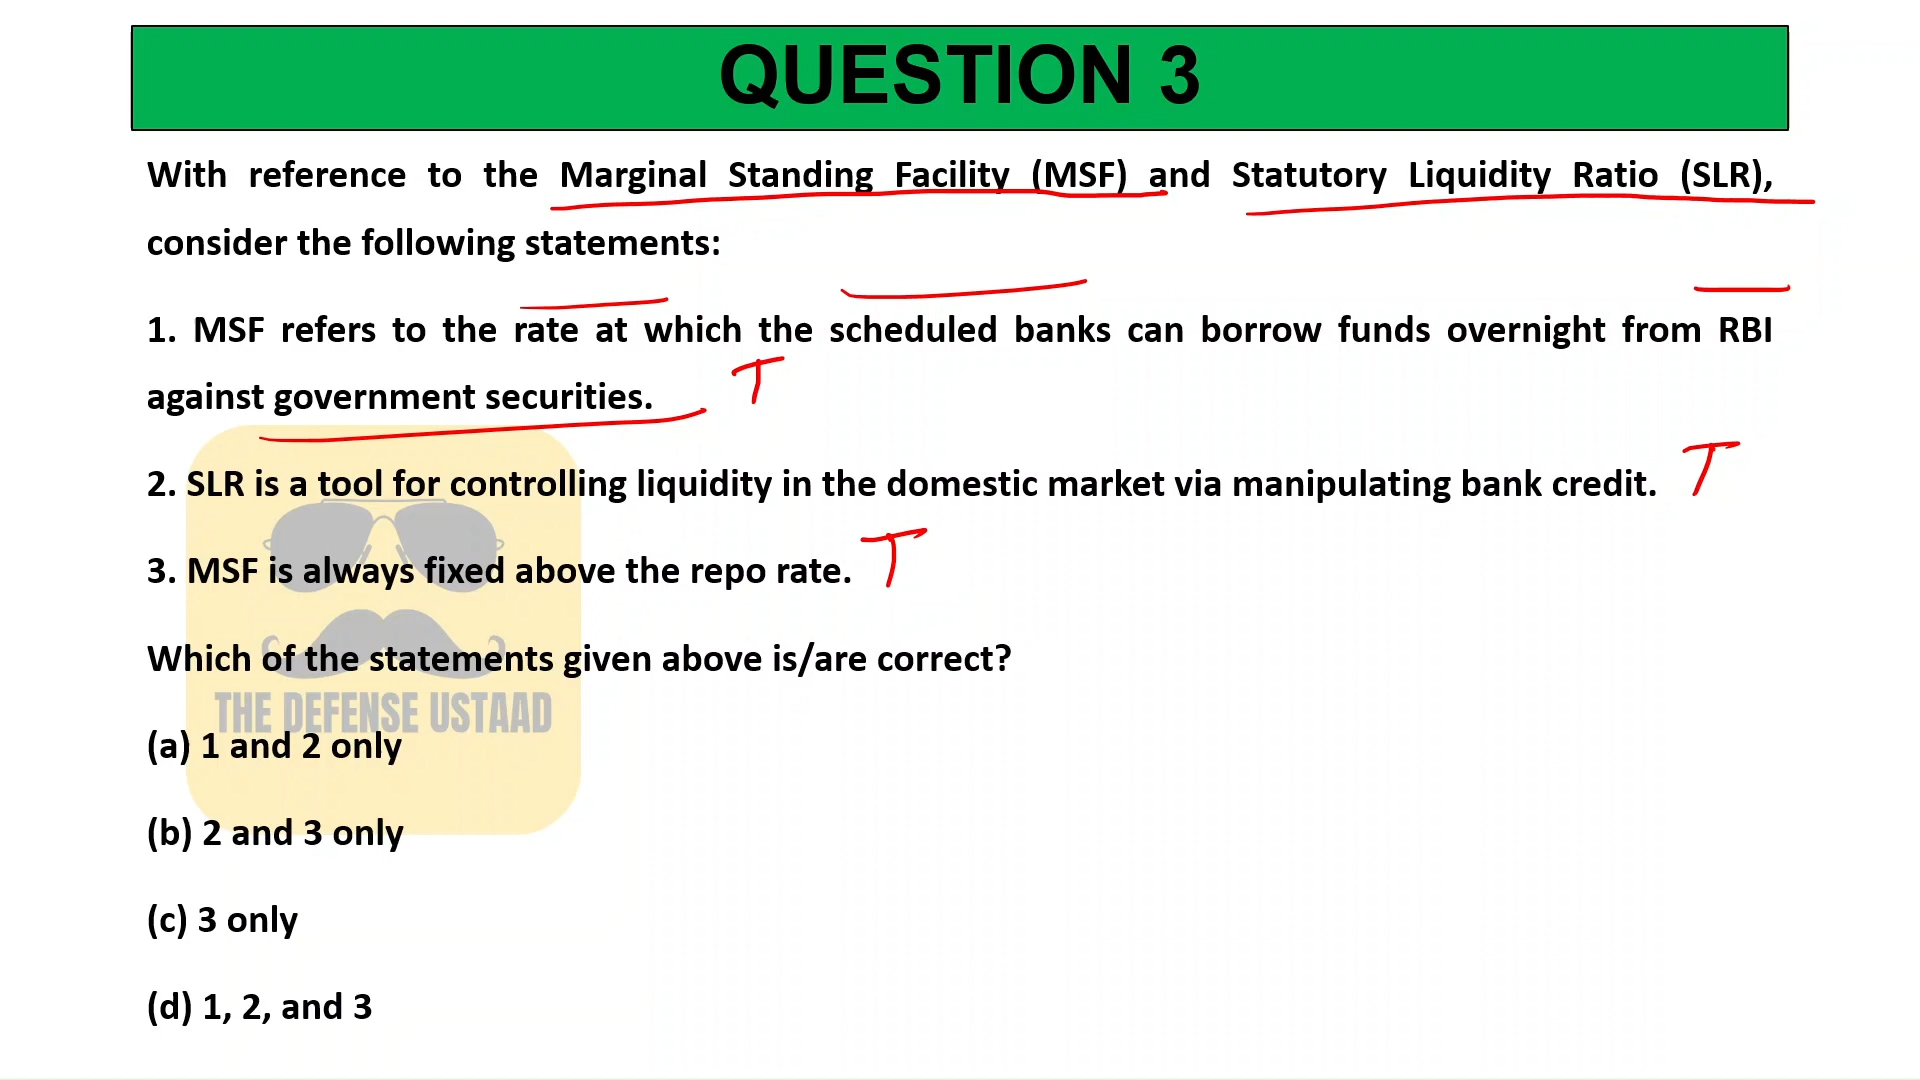 QUESTION 3
With reference to the Marginal Standing Facility (MSF) and Statutory Liquidity Ratio (SLR),
consider the following statements:
1. MSF refers to the rate at which the scheduled banks can borrow funds overnight from RBI
against government securities. T
2. SLR is a tool for controlling liquidity in the domestic market via manipulating bank credit. T
3. MSF is always fixed above the repo rate. T
Which of the statements given above is/are correct?
THE DEFENSE USTAAD
(a) 1 and 2 only
(b) 2 and 3 only
(c) 3 only
(d) 1, 2, and 3